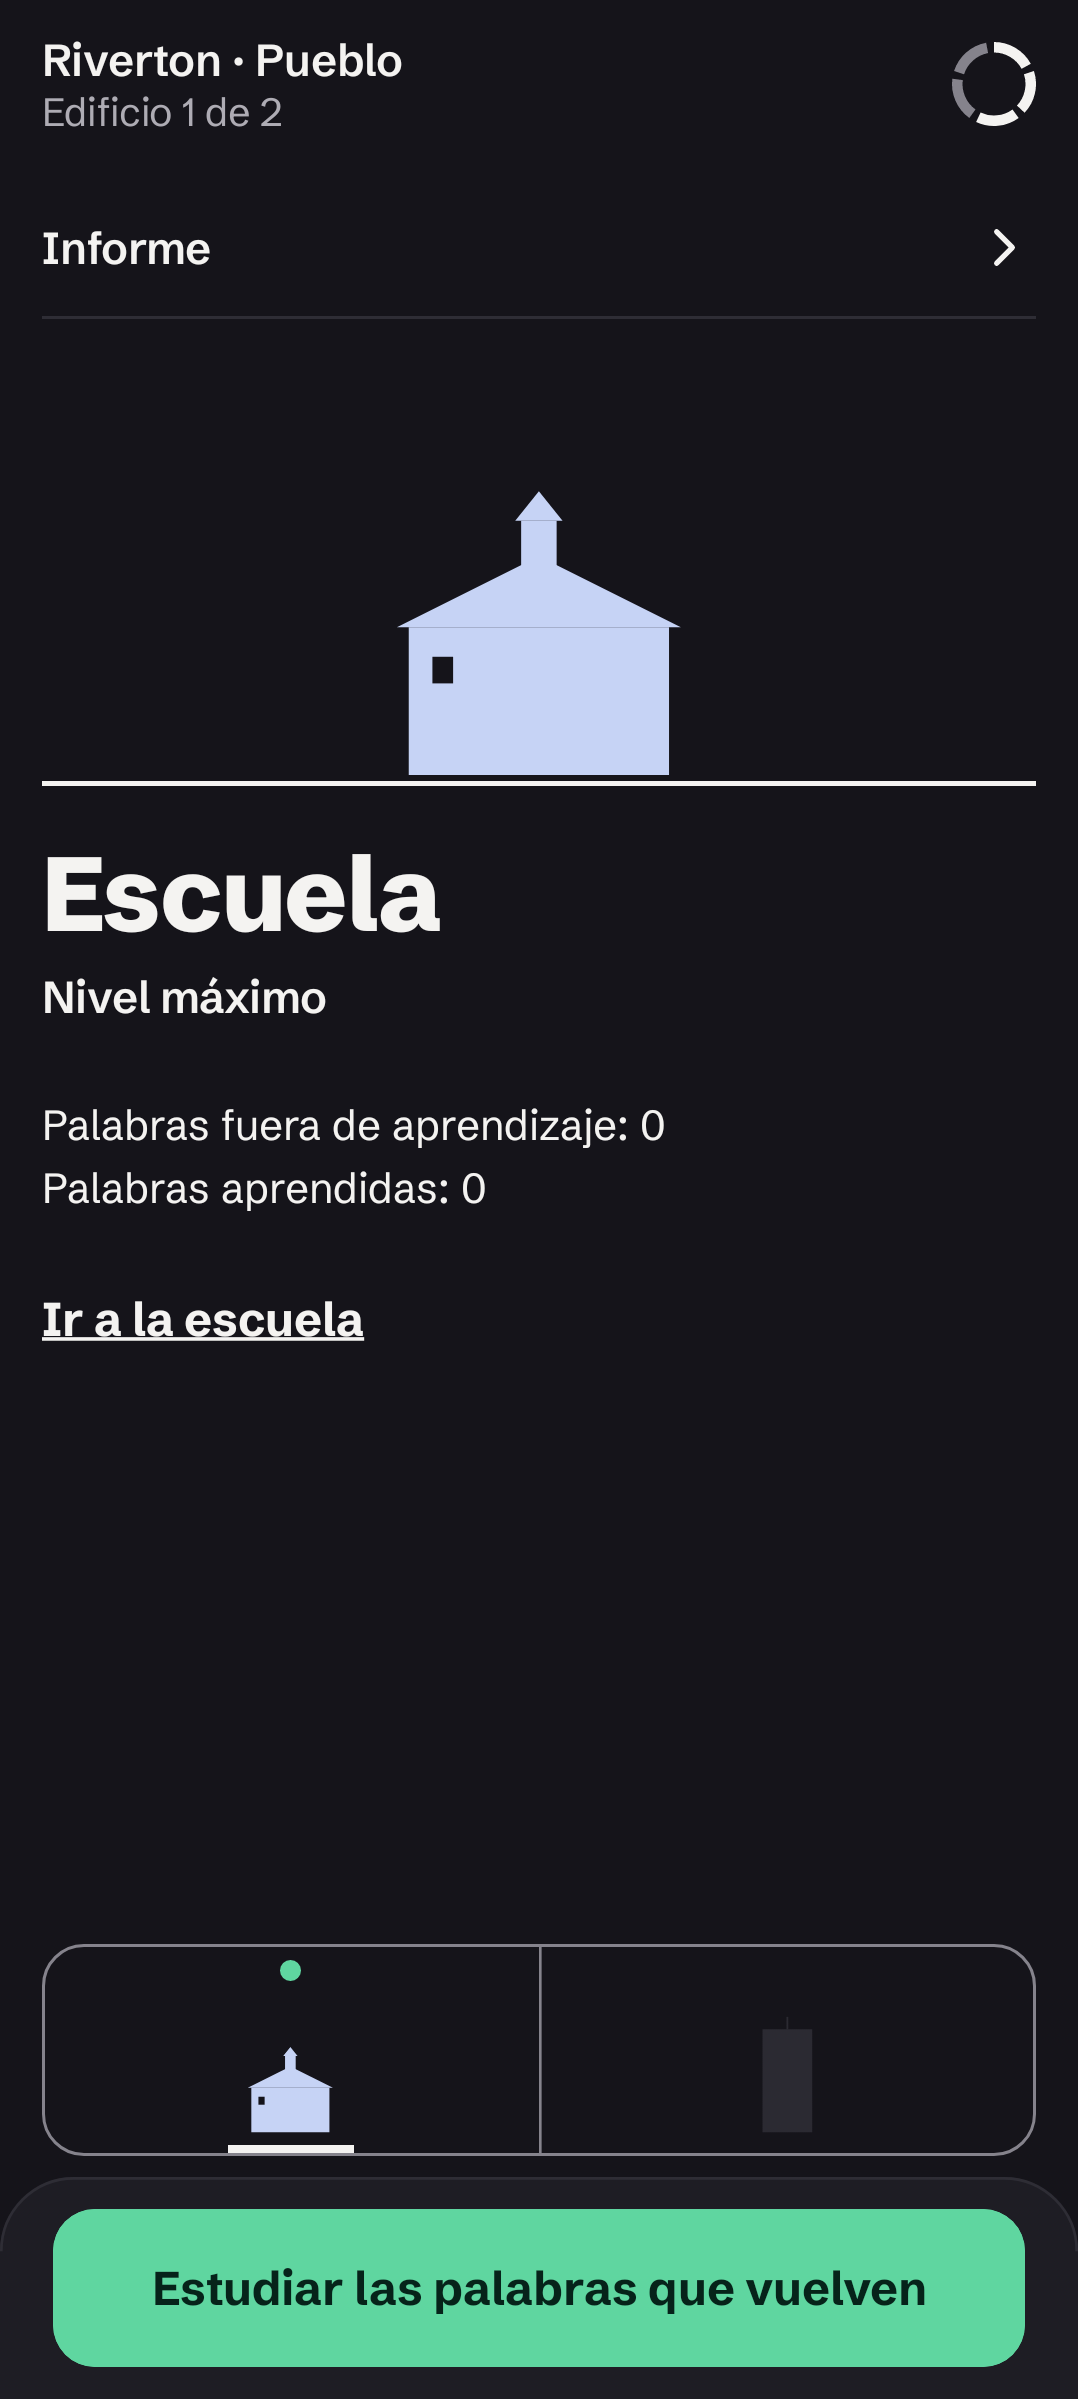 Riverton · Pueblo
Edificio 1 de 2
Informe
Escuela
Nivel máximo
Palabras fuera de aprendizaje: 0
Palabras aprendidas: 0
Ir a la escuela
Estudiar las palabras que vuelven